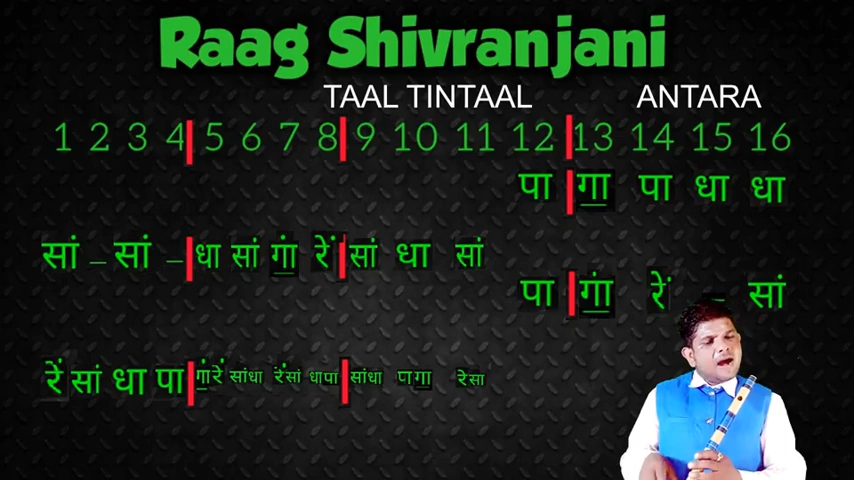 Raag Shivranjani
TAAL TINTAAL ANTARA
1 2 3 4 | 5 6 7 8 | 9 10 11 12 | 13 14 15 16
पा | गा॒ पा धा धा
सां – सां – | धा सां गा॒ं रें | सां धा सां
पा | गा॒ं रें – सां
रें सां धा पा | गा॒ंरें सांधा रेंसां धापा | सांधा पगा॒ रेसा